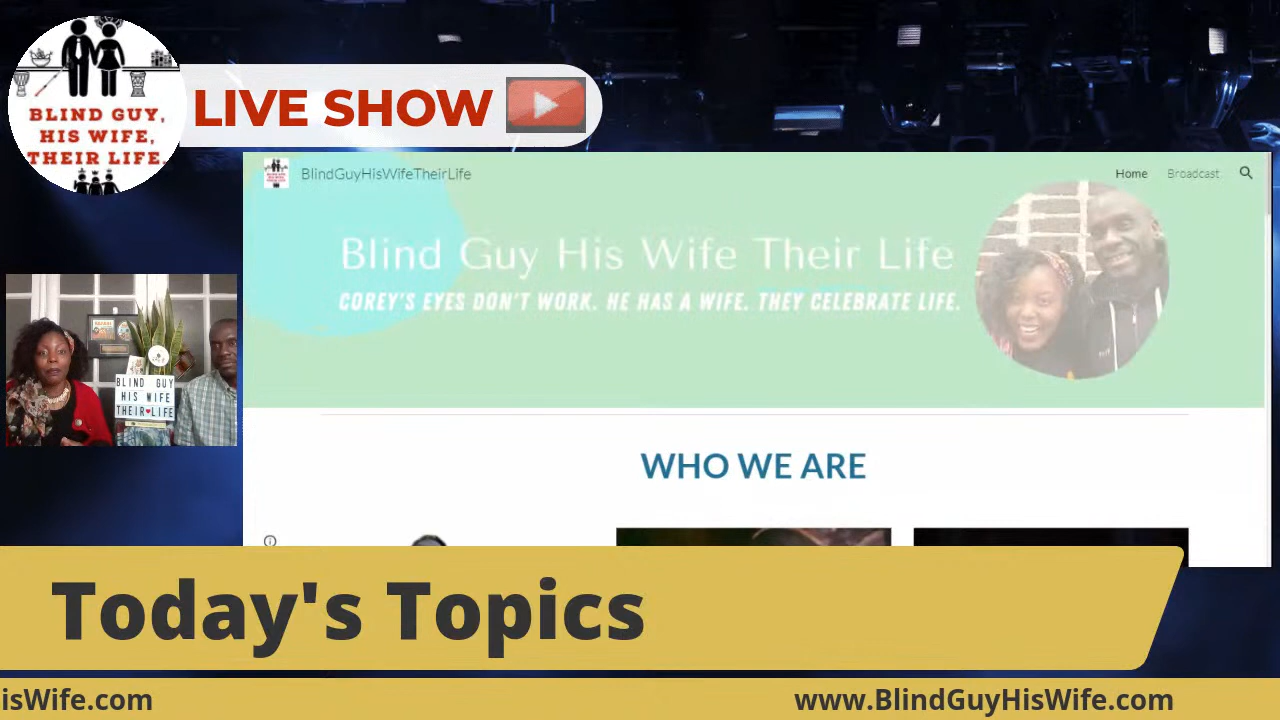 BLIND GUY,
HIS WIFE,
THEIR LIFE.
LIVE SHOW
BlindGuyHisWifeTheirLife
Home
Broadcast
Blind Guy His Wife Their Life
COREY'S EYES DON'T WORK. HE HAS A WIFE. THEY CELEBRATE LIFE.
BLIND GUY
HIS WIFE
THEIR♥LIFE
WHO WE ARE
Today's Topics
isWife.com
www.BlindGuyHisWife.com